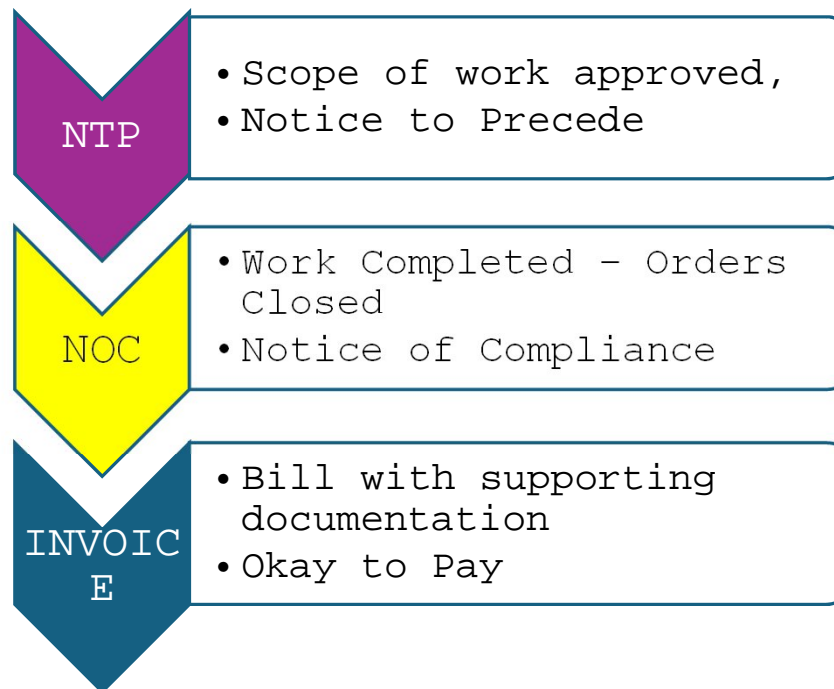 NTP
• Scope of work approved,
• Notice to Precede
NOC
• Work Completed – Orders
Closed
• Notice of Compliance
INVOIC
E
• Bill with supporting
documentation
• Okay to Pay